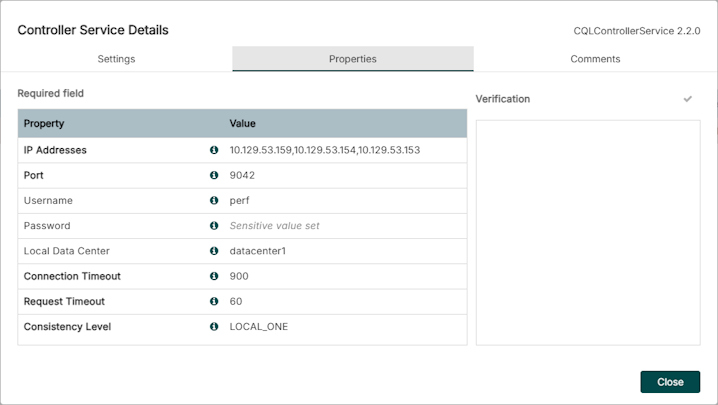 Controller Service Details
CQLControllerService 2.2.0
Settings Properties Comments
Required field
Verification
Property Value
IP Addresses 10.129.53.159,10.129.53.154,10.129.53.153
Port 9042
Username perf
Password Sensitive value set
Local Data Center datacenter1
Connection Timeout 900
Request Timeout 60
Consistency Level LOCAL_ONE
Close